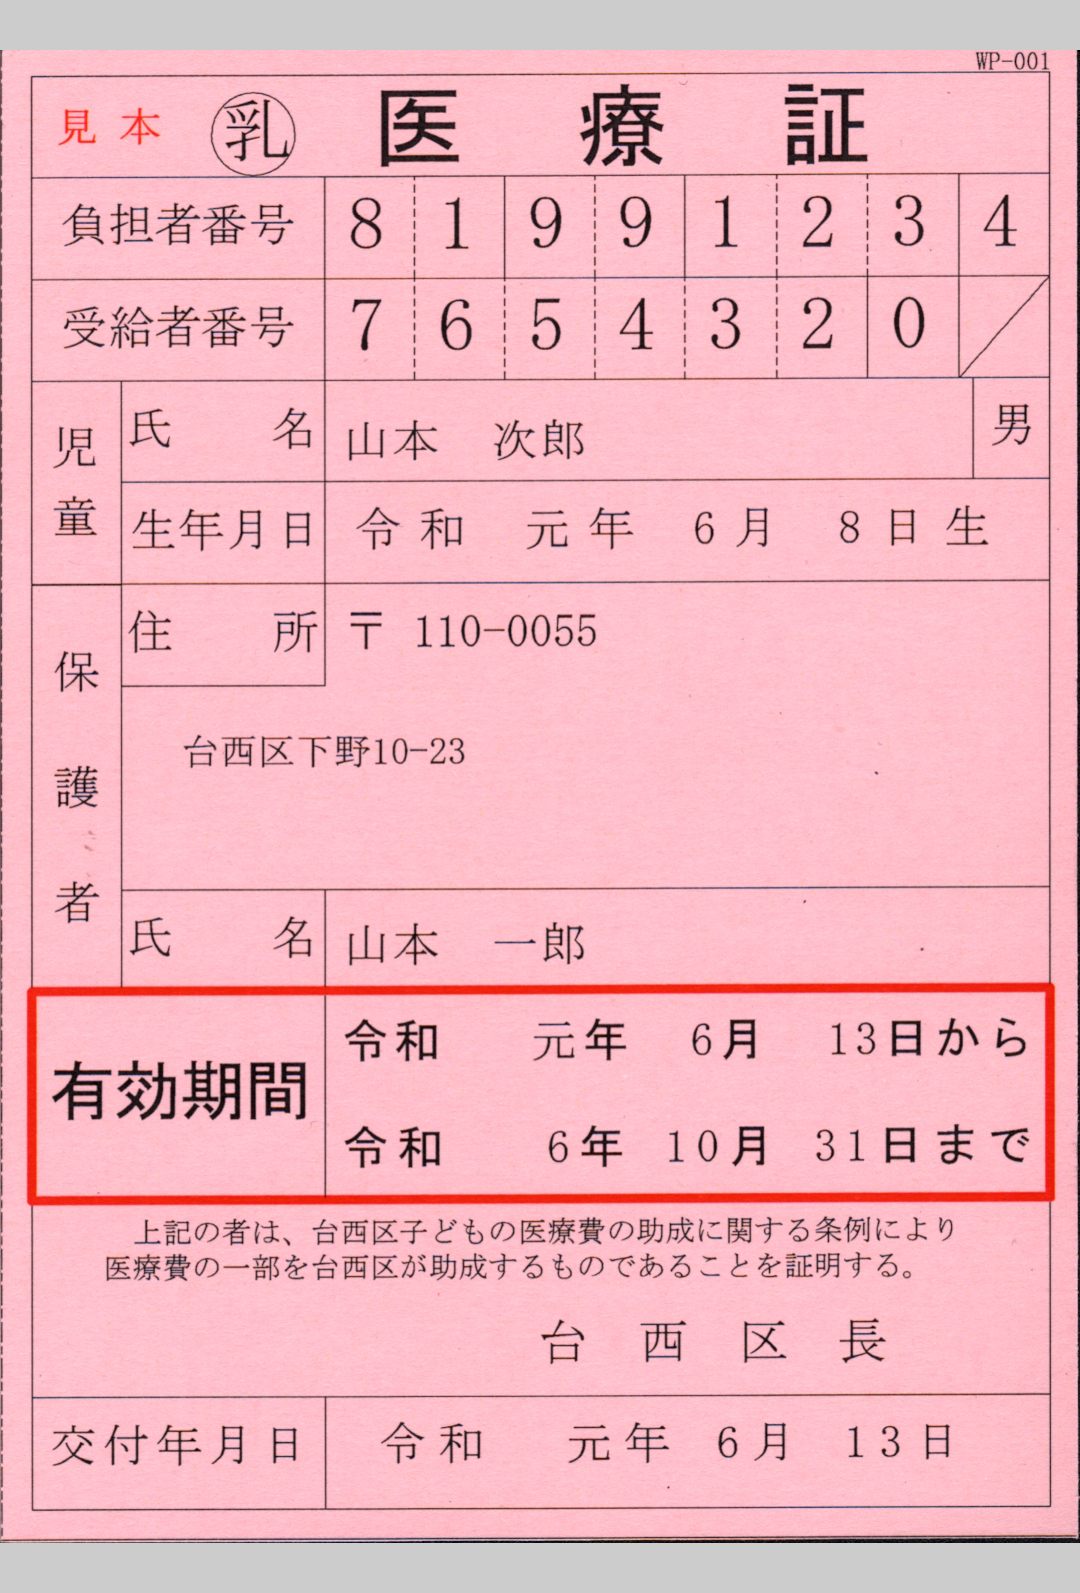 WP-001
見本 ㊚乳 医療証
負担者番号 8 1 9 9 1 2 3 4
受給者番号 7 6 5 4 3 2 0
児童
氏名 山本 次郎 男
生年月日 令和 元年 6月 8日生
保護者
住所 〒 110-0055
台西区下野10-23
氏名 山本 一郎
有効期間
令和 元年 6月 13日から
令和 6年 10月 31日まで
上記の者は、台西区子どもの医療費の助成に関する条例により
医療費の一部を台西区が助成するものであることを証明する。
台西区長
交付年月日 令和 元年 6月 13日